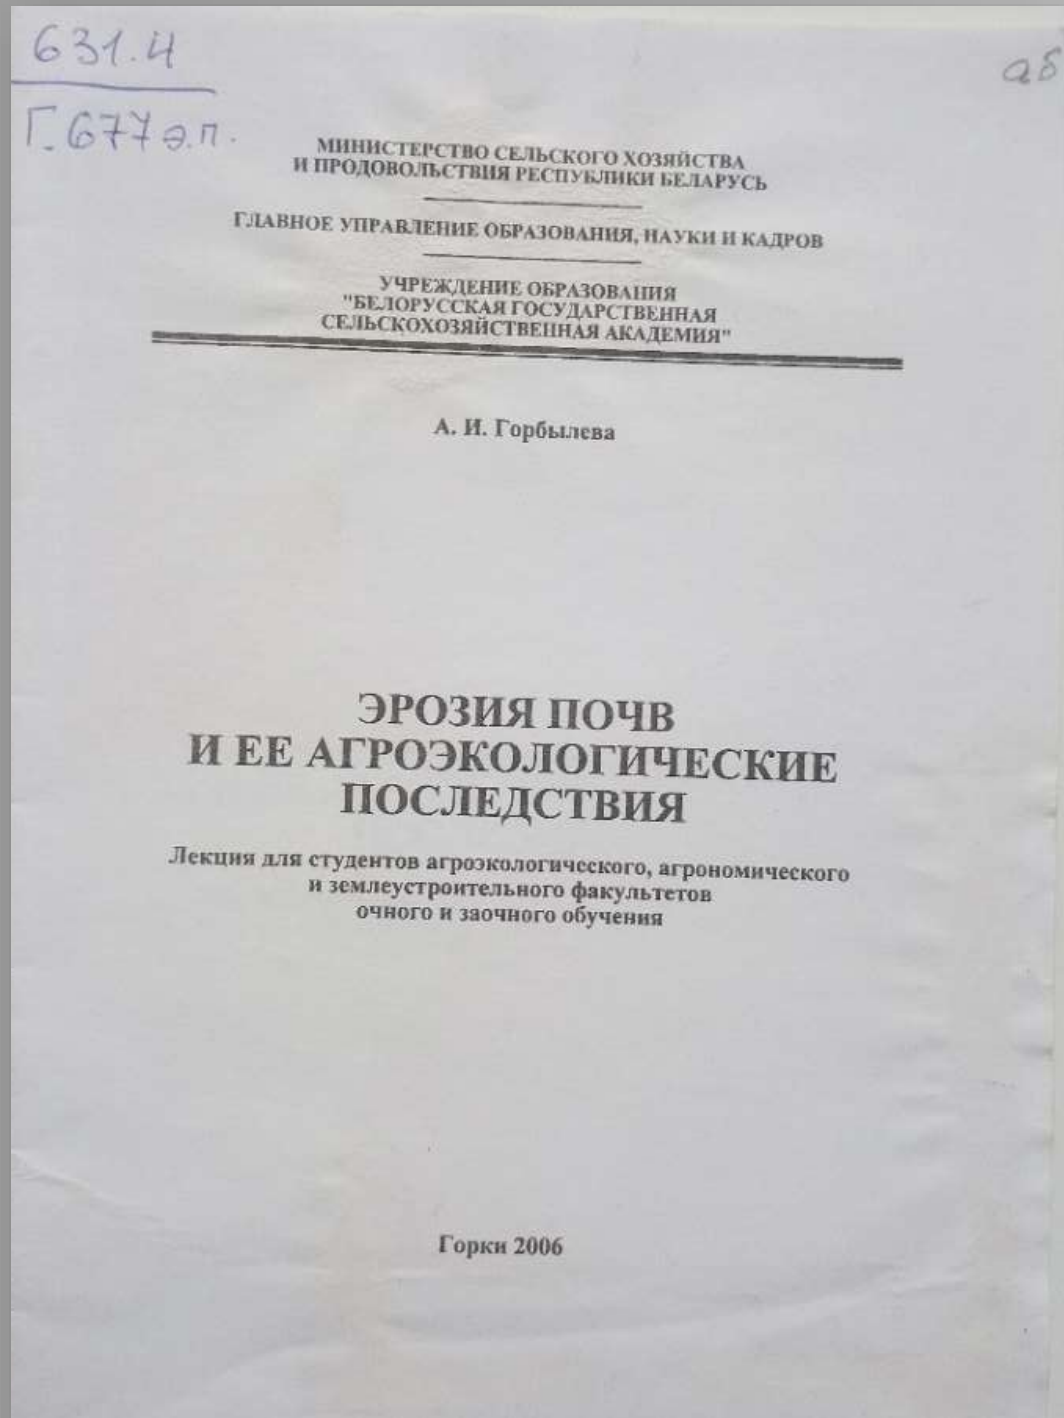 631.4
Г.677 э.п.
аб
МИНИСТЕРСТВО СЕЛЬСКОГО ХОЗЯЙСТВА
И ПРОДОВОЛЬСТВИЯ РЕСПУБЛИКИ БЕЛАРУСЬ
ГЛАВНОЕ УПРАВЛЕНИЕ ОБРАЗОВАНИЯ, НАУКИ И КАДРОВ
УЧРЕЖДЕНИЕ ОБРАЗОВАНИЯ
"БЕЛОРУССКАЯ ГОСУДАРСТВЕННАЯ
СЕЛЬСКОХОЗЯЙСТВЕННАЯ АКАДЕМИЯ"
А. И. Горбылева
ЭРОЗИЯ ПОЧВ
И ЕЕ АГРОЭКОЛОГИЧЕСКИЕ
ПОСЛЕДСТВИЯ
Лекция для студентов агроэкологического, агрономического
и землеустроительного факультетов
очного и заочного обучения
Горки 2006